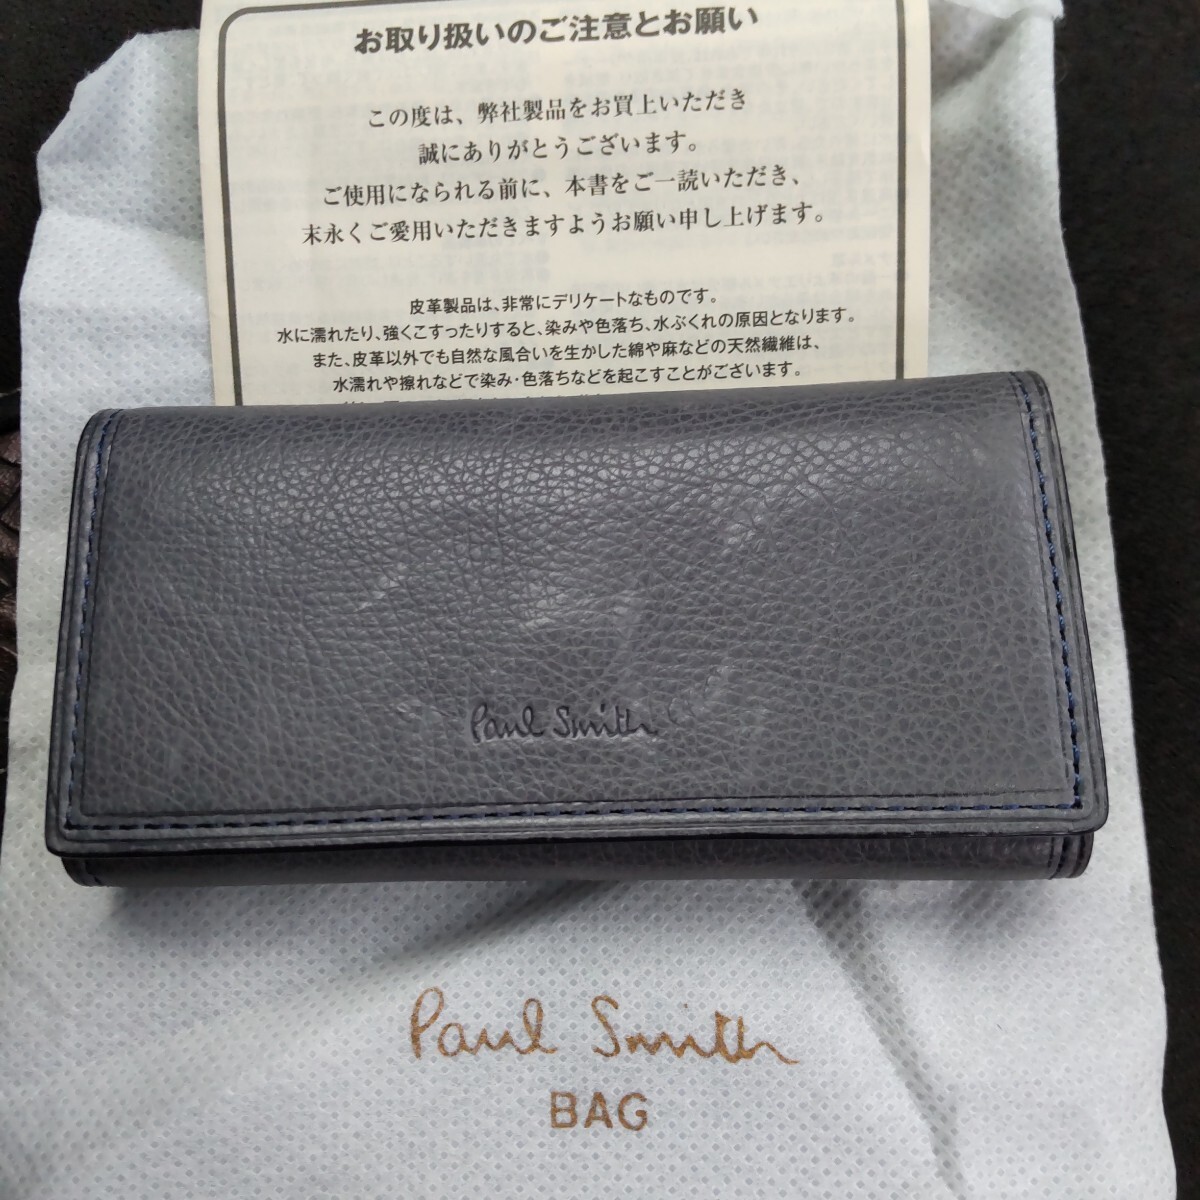 お取り扱いのご注意とお願い
この度は、弊社製品をお買上いただき
誠にありがとうございます。
ご使用になられる前に、本書をご一読いただき、
末永くご愛用いただきますようお願い申し上げます。
皮革製品は、非常にデリケートなものです。
水に濡れたり、強くこすったりすると、染みや色落ち、水ぶくれの原因となります。
また、皮革以外でも自然な風合いを生かした綿や麻などの天然繊維は、
水濡れや擦れなどで染み・色落ちなどを起こすことがございます。
Paul Smith
Paul Smith
BAG